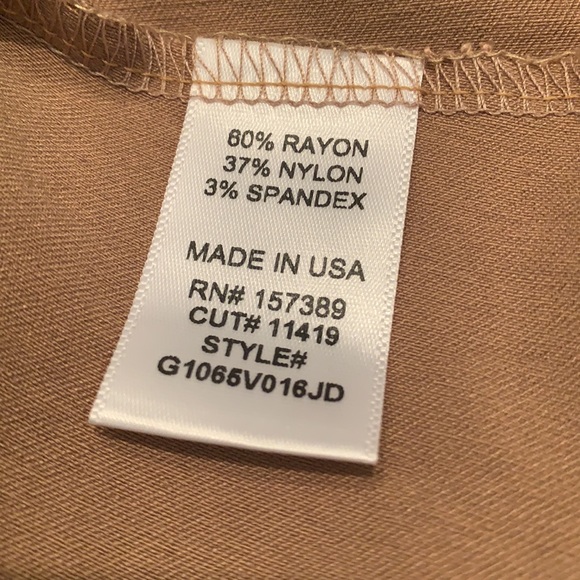 60% RAYON
37% NYLON
3% SPANDEX
MADE IN USA
RN# 157389
CUT# 11419
STYLE#
G1065V016JD